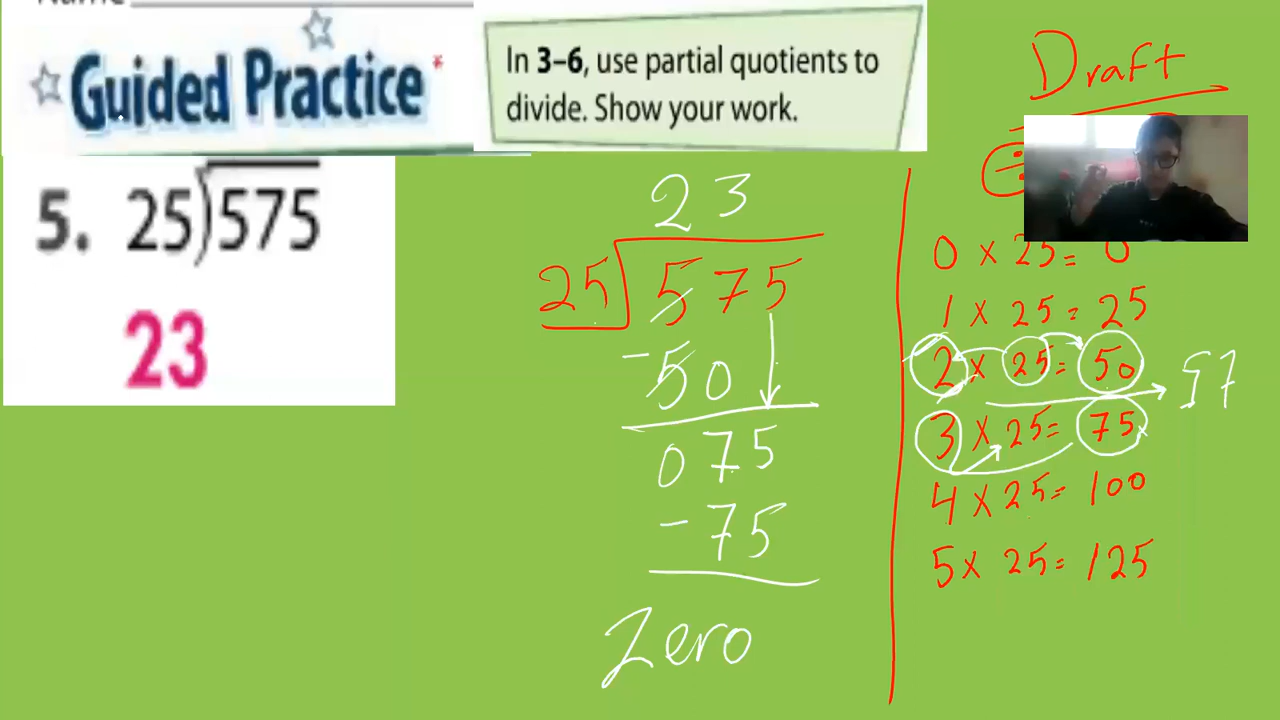 Name
Guided Practice *
In 3–6, use partial quotients to
divide. Show your work.
5. 25)575
23
23
25 575
-50
075
-75
Zero
Draft
0 x 25 = 0
1 x 25 = 25
2 x 25 = 50
57
3 x 25 = 75
4 x 25 = 100
5 x 25 = 125